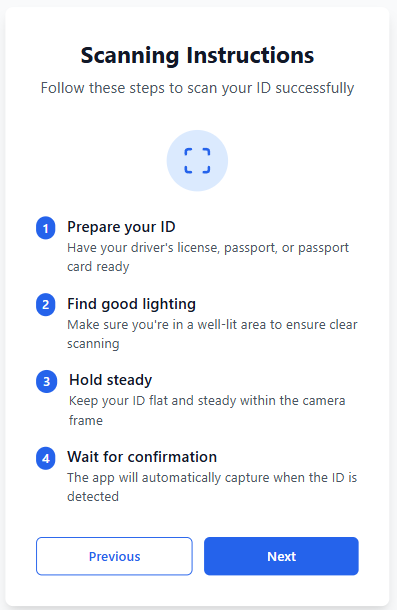 Scanning Instructions
Follow these steps to scan your ID successfully
1 Prepare your ID
Have your driver's license, passport, or passport
card ready
2 Find good lighting
Make sure you're in a well-lit area to ensure clear
scanning
3 Hold steady
Keep your ID flat and steady within the camera
frame
4 Wait for confirmation
The app will automatically capture when the ID is
detected
Previous Next